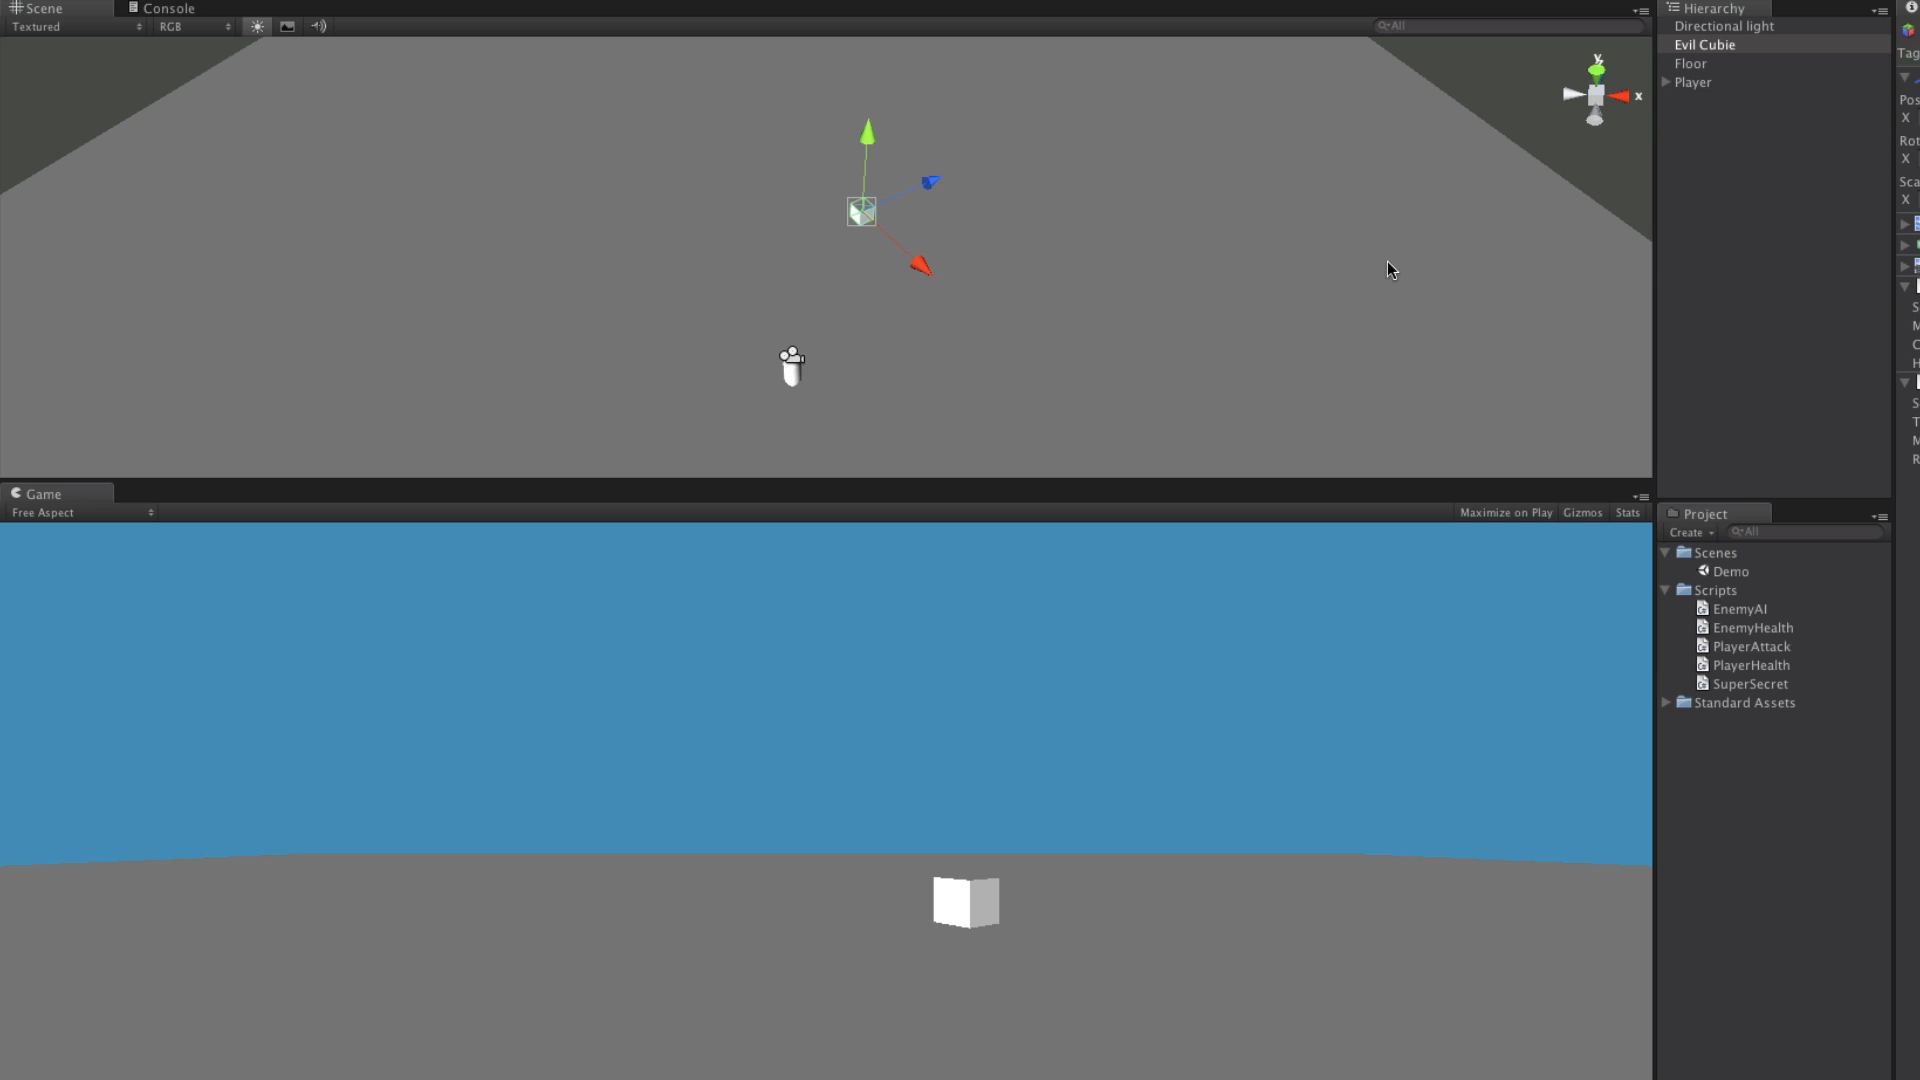 Scene
Console
Textured
RGB
All
y
x
Game
Free Aspect
Maximize on Play
Gizmos
Stats
Hierarchy
Directional light
Evil Cubie
Floor
Player
Project
Create
All
Scenes
Demo
Scripts
EnemyAI
EnemyHealth
PlayerAttack
PlayerHealth
SuperSecret
Standard Assets
Tag
Pos
X
Rot
X
Sca
X
S
M
C
H
S
T
M
R